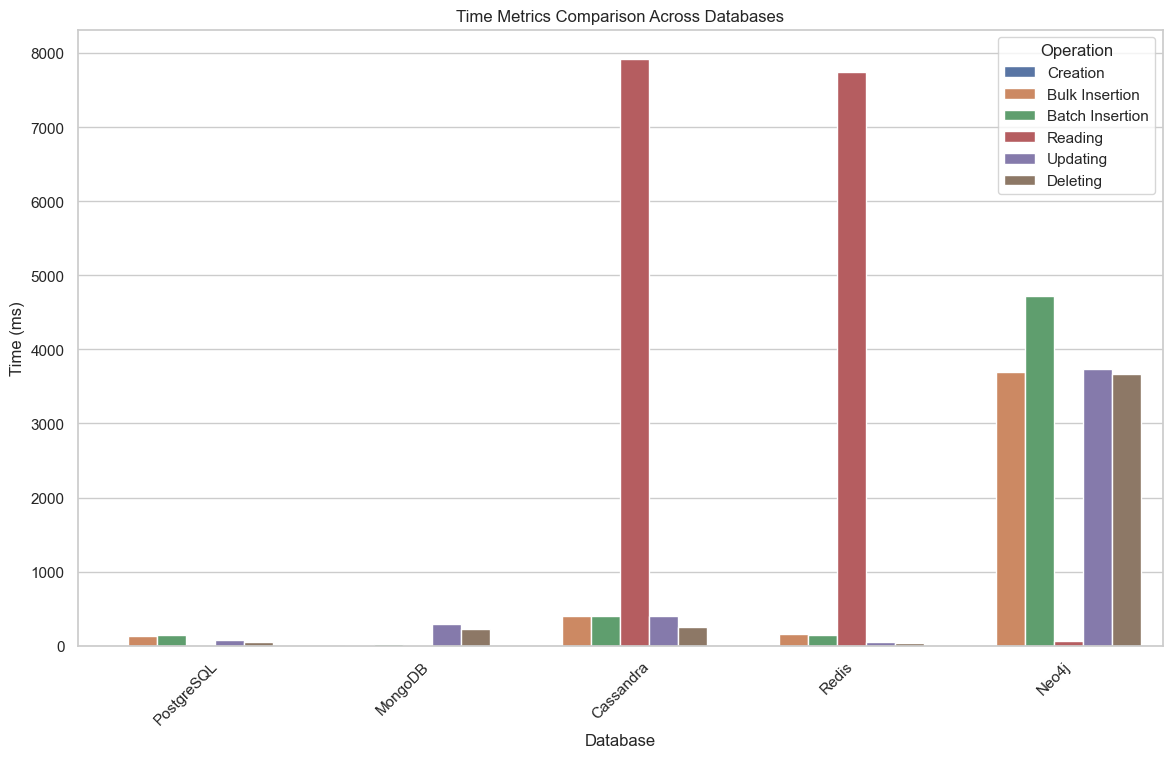 Time Metrics Comparison Across Databases
Operation
Creation
Bulk Insertion
Batch Insertion
Reading
Updating
Deleting
Time (ms)
8000
7000
6000
5000
4000
3000
2000
1000
0
PostgreSQL
MongoDB
Cassandra
Redis
Neo4j
Database